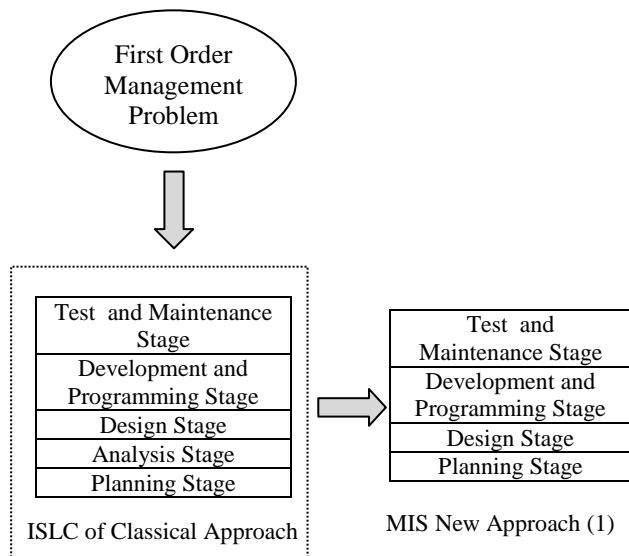 First Order
Management
Problem
Test and Maintenance
Stage
Development and
Programming Stage
Design Stage
Analysis Stage
Planning Stage
ISLC of Classical Approach
Test and
Maintenance Stage
Development and
Programming Stage
Design Stage
Planning Stage
MIS New Approach (1)